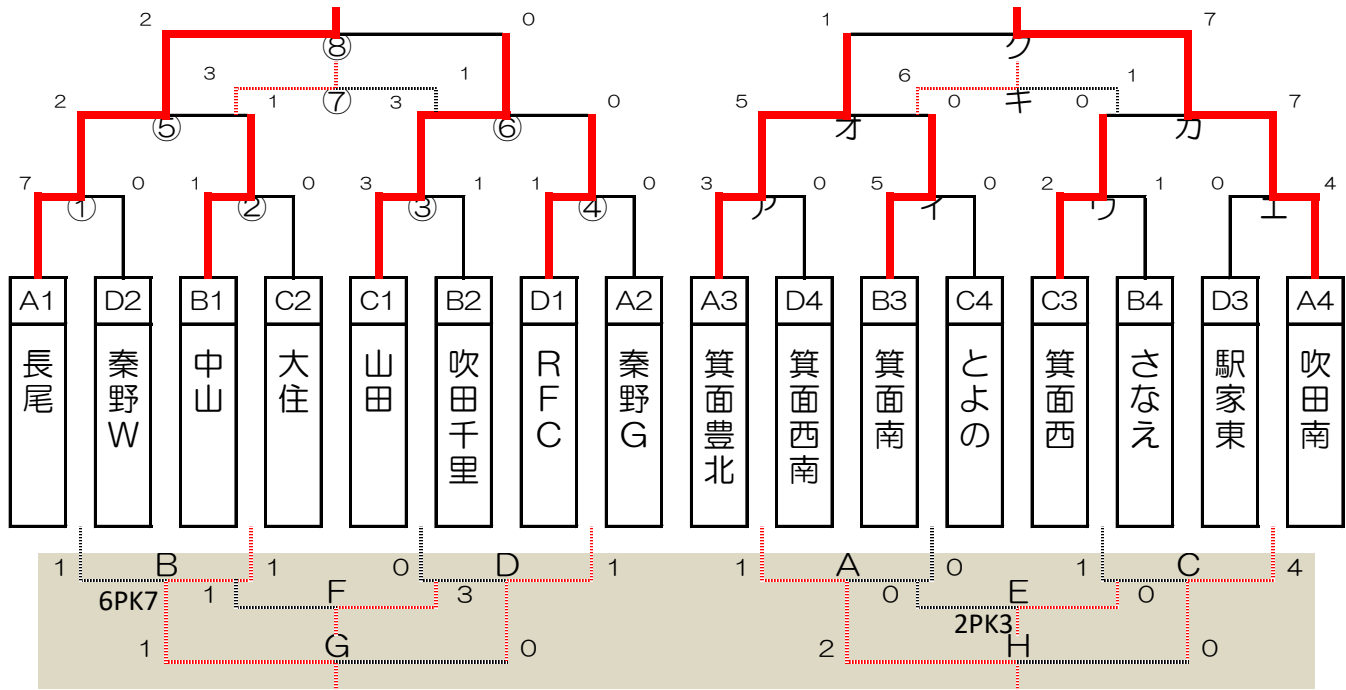 2 0 1 7
⑧ ク
3 1 6 1
2 1 ⑦ 3 0 5 0 キ 0 7
⑤ ⑥ オ カ
7 0 1 0 3 1 1 0 3 0 5 0 2 1 0 4
① ② ③ ④ ア イ ウ エ
A1 D2 B1 C2 C1 B2 D1 A2 A3 D4 B3 C4 C3 B4 D3 A4
長尾
秦野W
中山
大住
山田
吹田千里
RFC
秦野G
箕面豊北
箕面西南
箕面南
とよの
箕面西
さなえ
駅家東
吹田南
1 B 1 0 D 1 1 A 0 1 C 4
6PK7 1 F 3 0 E 0
2PK3
1 G 0 2 H 0